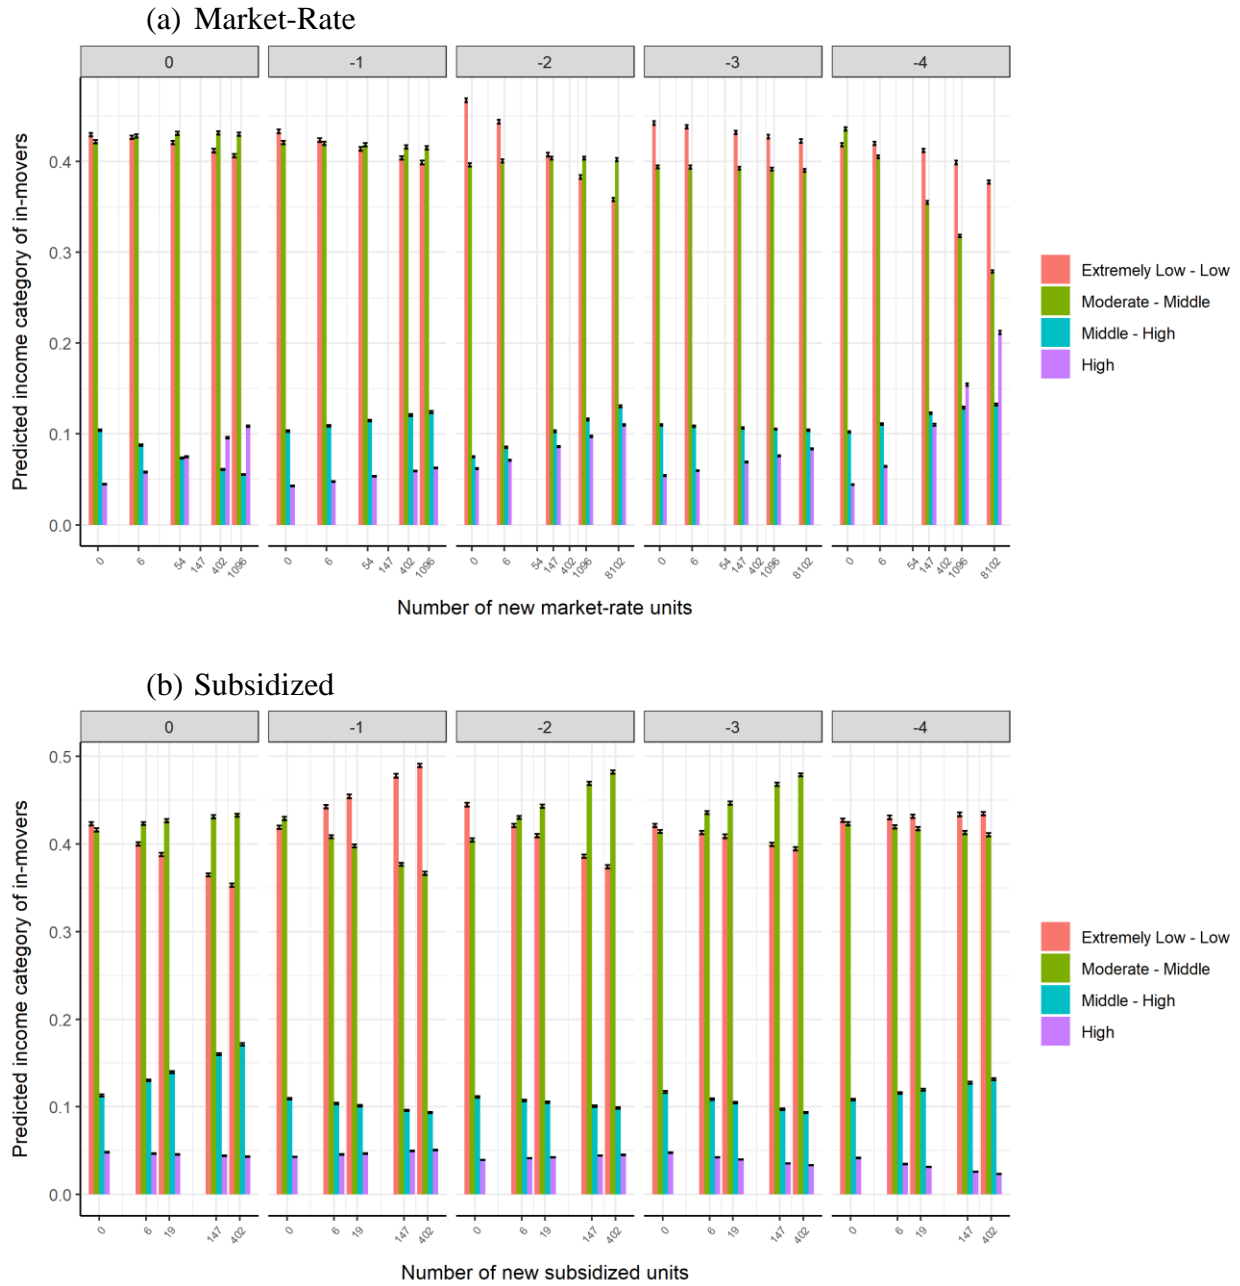 (a) Market-Rate
0 -1 -2 -3 -4
Predicted income category of in-movers
0.4
0.3
0.2
0.1
0.0
0 6 54 147 402 1096 0 6 54 147 402 1096 0 6 54 147 402 1096 8102 0 6 54 147 402 1096 8102 0 6 54 147 402 1096 8102
Number of new market-rate units
Extremely Low - Low
Moderate - Middle
Middle - High
High
(b) Subsidized
0 -1 -2 -3 -4
Predicted income category of in-movers
0.5
0.4
0.3
0.2
0.1
0.0
0 6 19 147 402 0 6 19 147 402 0 6 19 147 402 0 6 19 147 402 0 6 19 147 402
Number of new subsidized units
Extremely Low - Low
Moderate - Middle
Middle - High
High